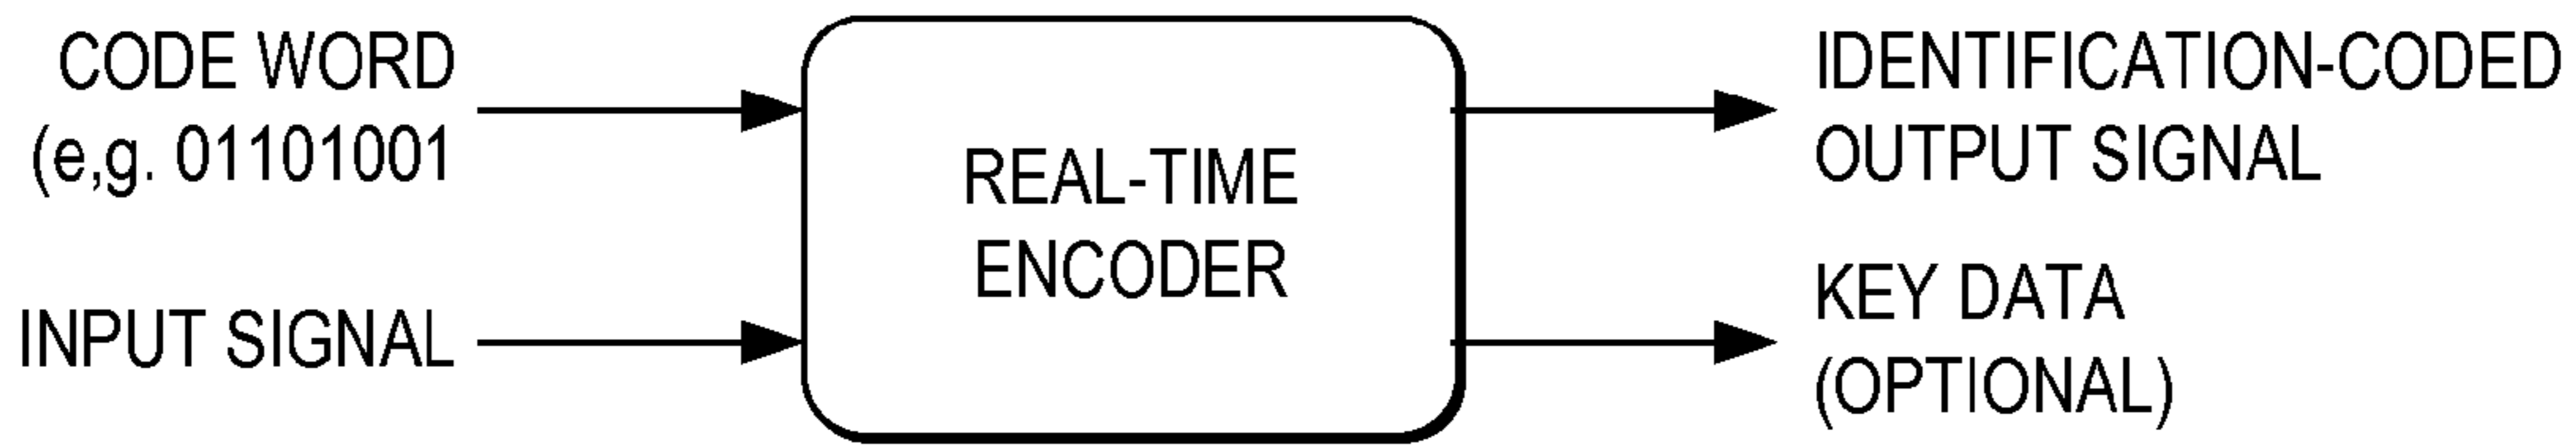 CODE WORD
(e,g. 01101001
INPUT SIGNAL
REAL-TIME
ENCODER
IDENTIFICATION-CODED
OUTPUT SIGNAL
KEY DATA
(OPTIONAL)